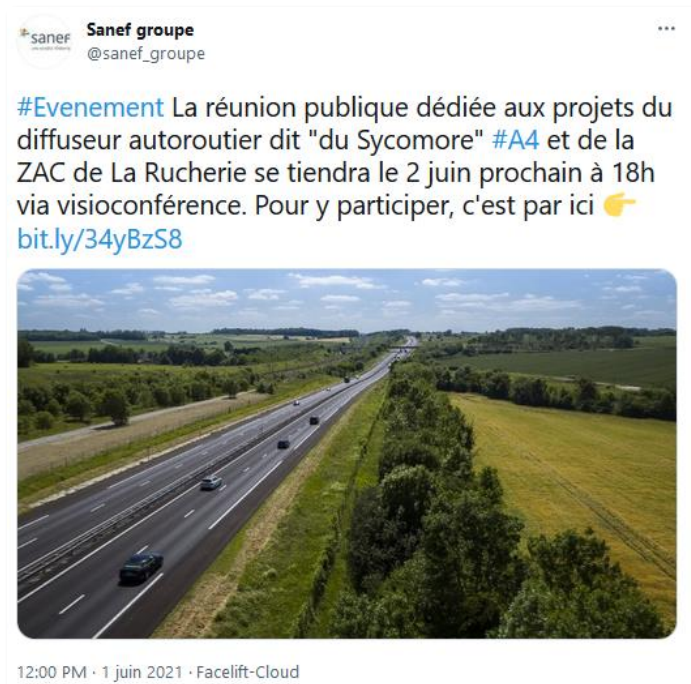 sanef
Sanef groupe
@sanef_groupe
#Evenement La réunion publique dédiée aux projets du
diffuseur autoroutier dit "du Sycomore" #A4 et de la
ZAC de La Rucherie se tiendra le 2 juin prochain à 18h
via visioconférence. Pour y participer, c'est par ici 👉
bit.ly/34yBzS8
12:00 PM · 1 juin 2021 · Facelift-Cloud